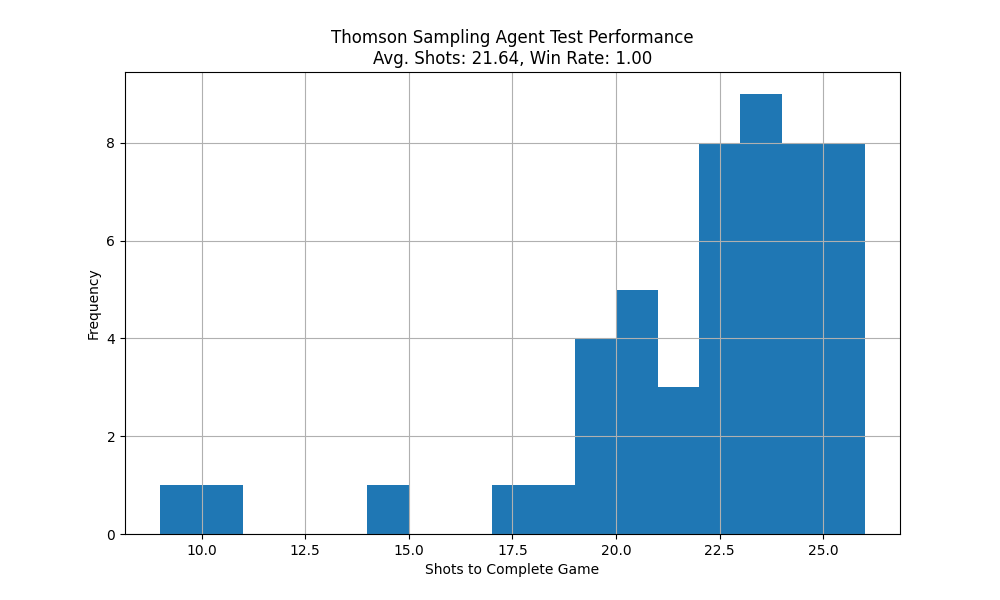 Thomson Sampling Agent Test Performance
Avg. Shots: 21.64, Win Rate: 1.00
8
6
4
2
0
Frequency
10.0 12.5 15.0 17.5 20.0 22.5 25.0
Shots to Complete Game